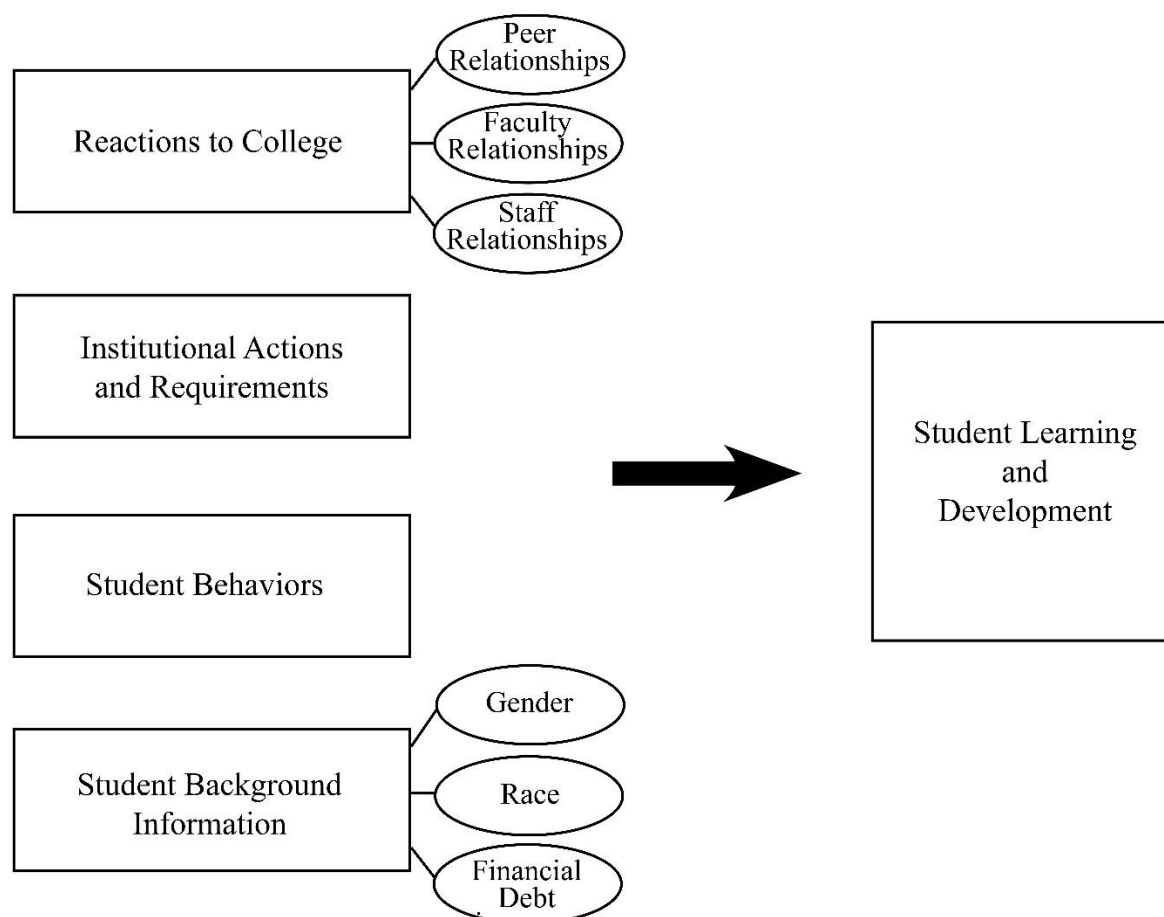 Peer
Relationships
Reactions to College
Faculty
Relationships
Staff
Relationships
Institutional Actions
and Requirements
Student Learning
and
Development
Student Behaviors
Gender
Student Background
Information
Race
Financial
Debt